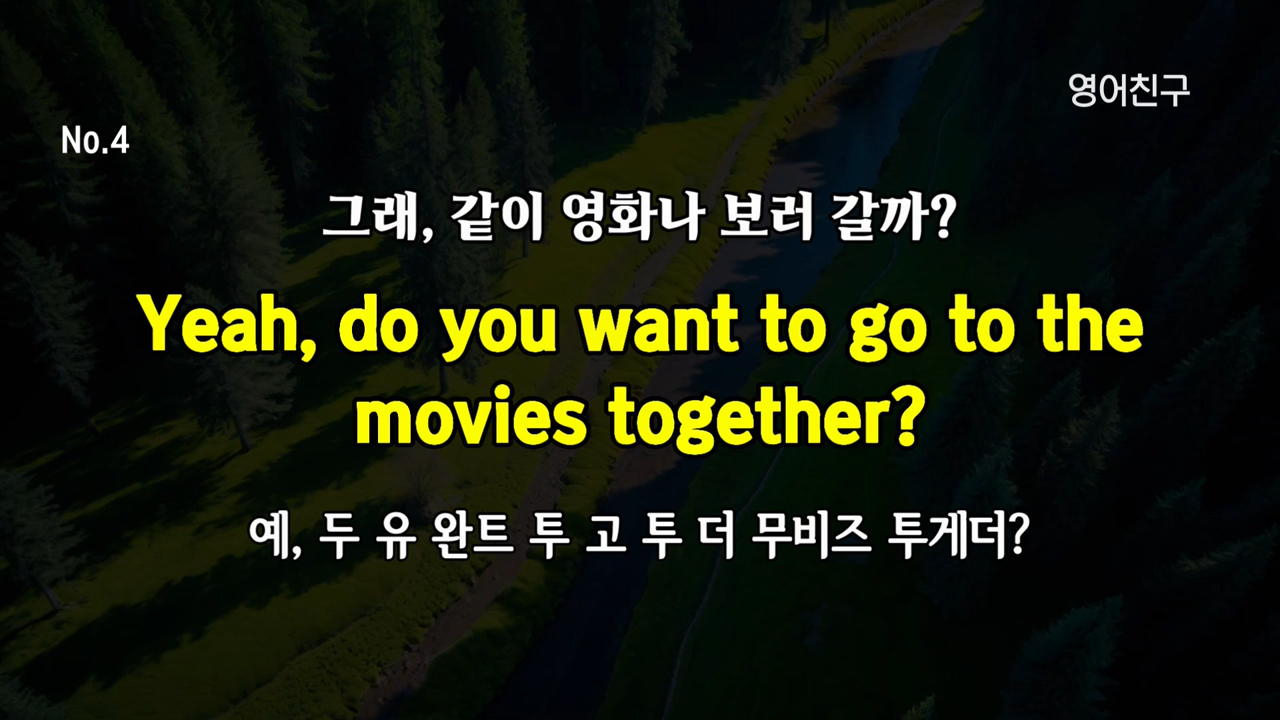 영어친구
No.4
그래, 같이 영화나 보러 갈까?
Yeah, do you want to go to the
movies together?
예, 두 유 완트 투 고 투 더 무비즈 투게더?